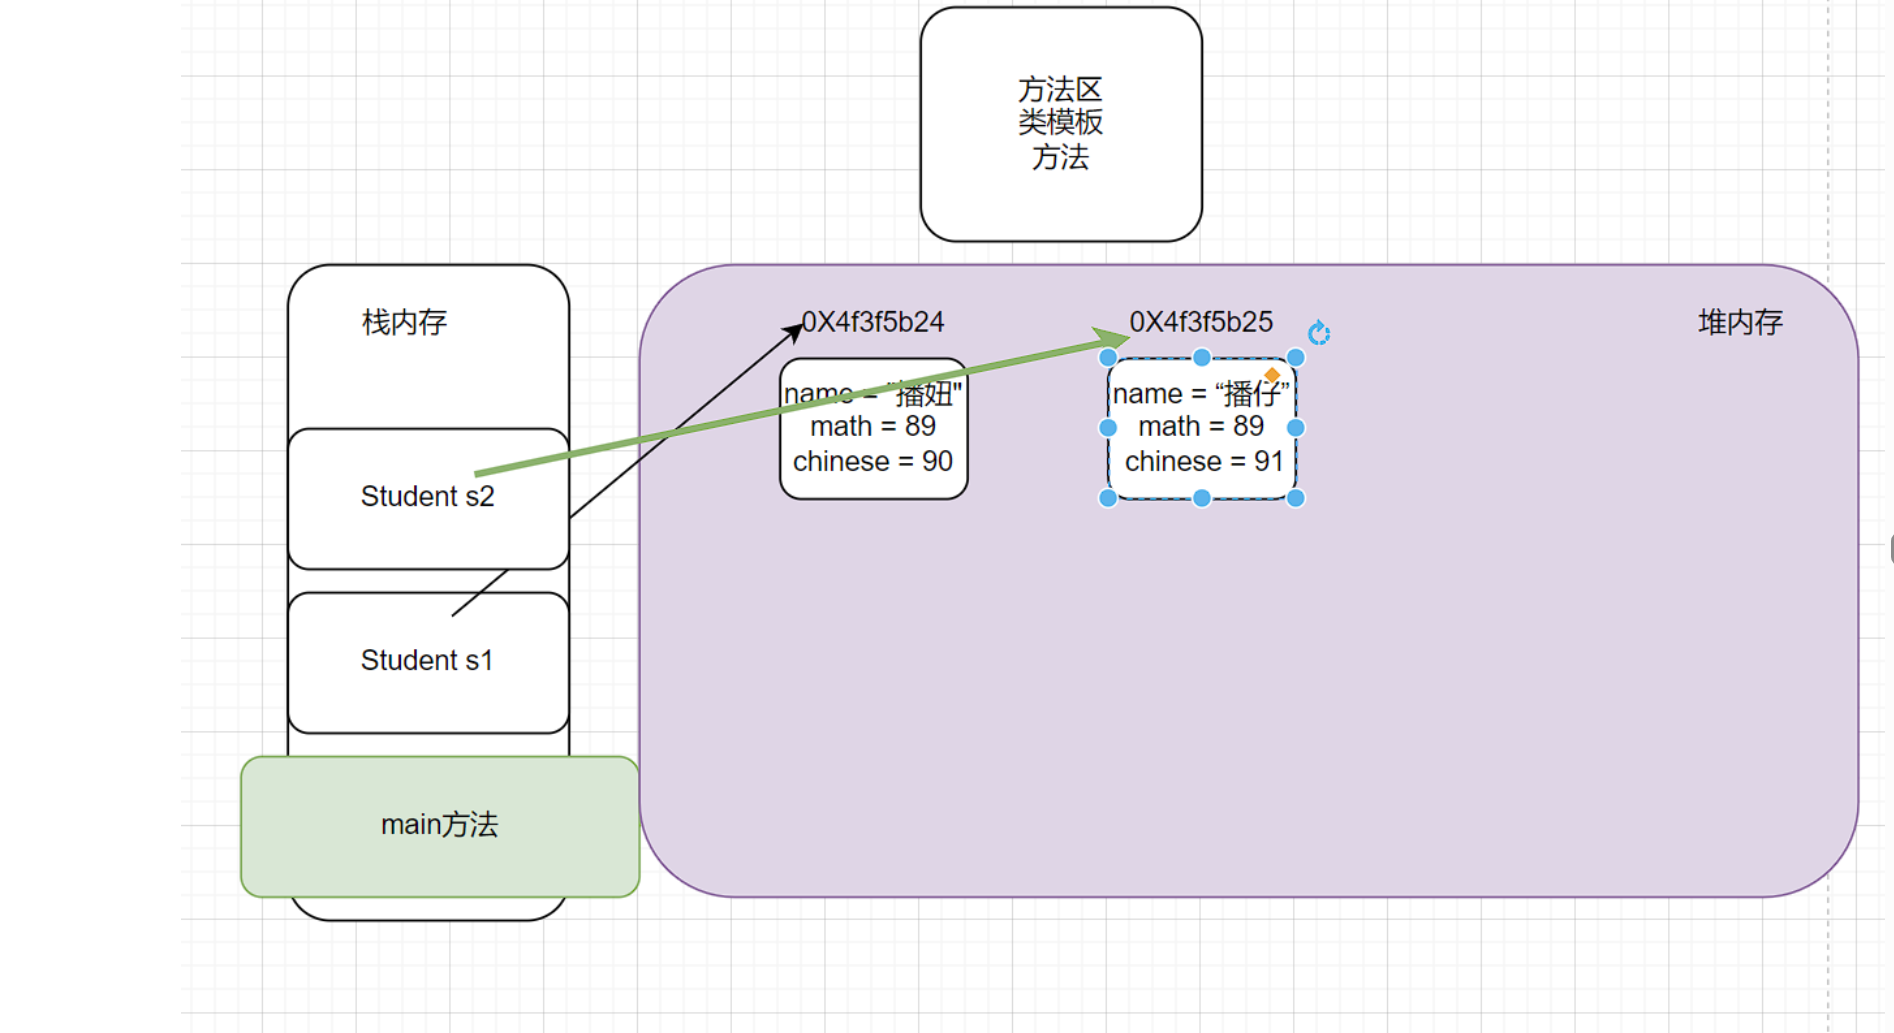 方法区
类模板
方法
栈内存
0X4f3f5b24
0X4f3f5b25
堆内存
name = "播妞"
math = 89
chinese = 90
name = “播仔”
math = 89
chinese = 91
Student s2
Student s1
main方法